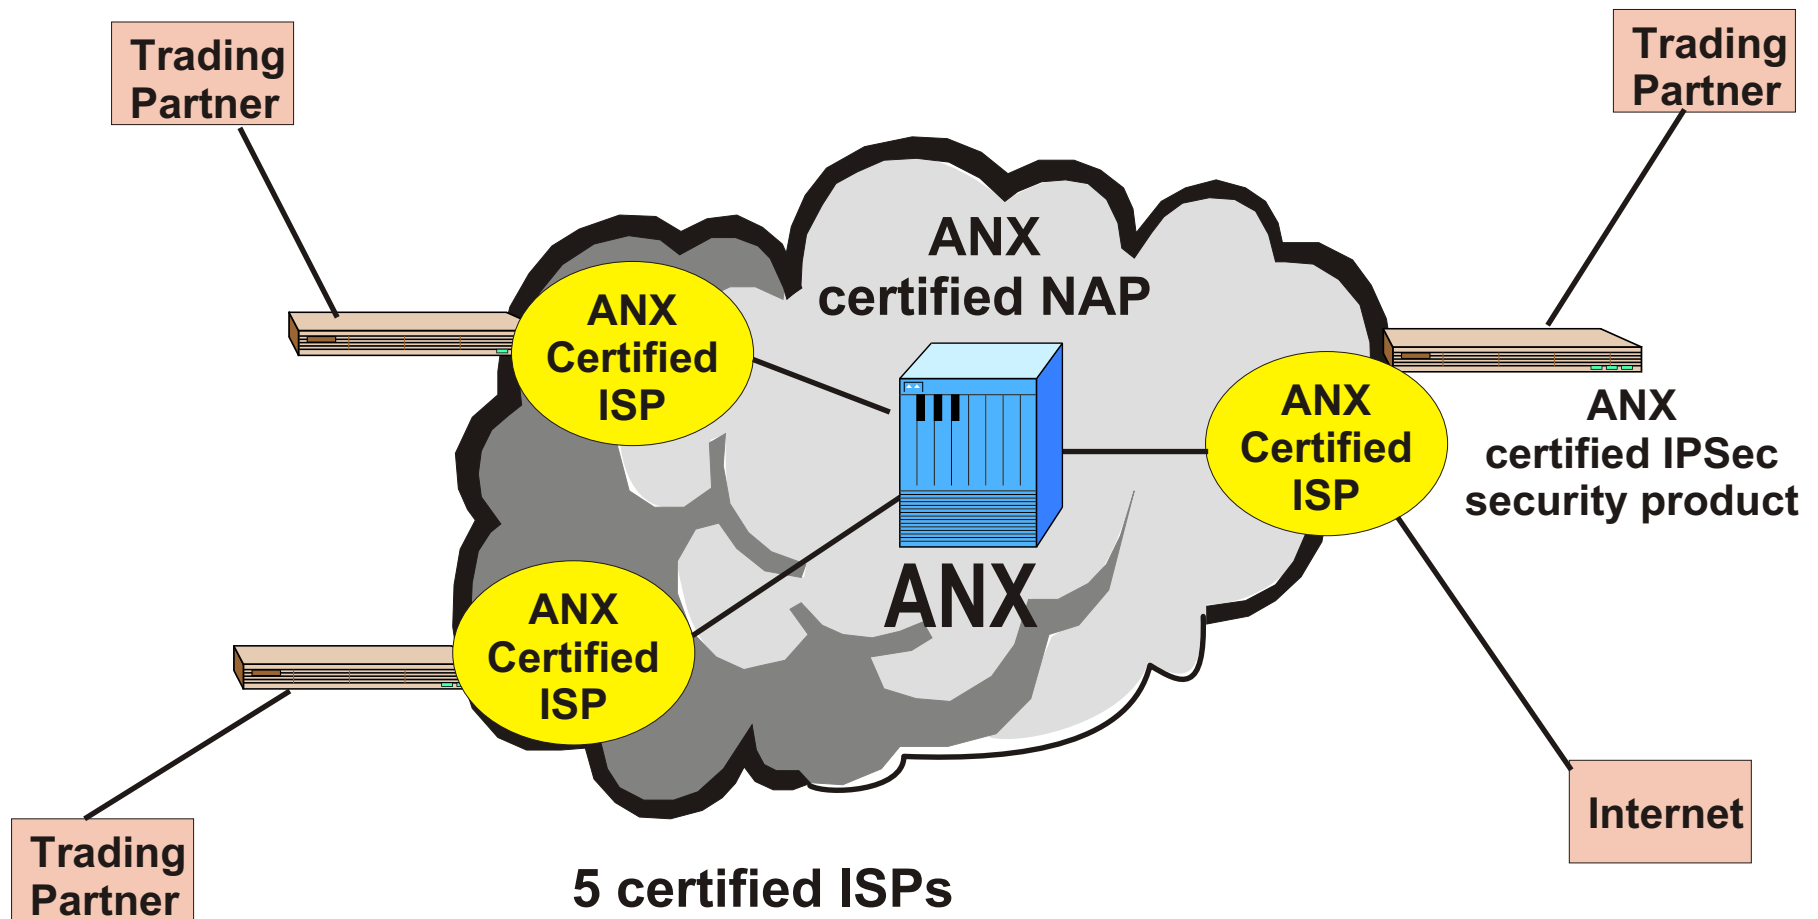 Trading
Partner
Trading
Partner
ANX
certified NAP
ANX
Certified
ISP
ANX
Certified
ISP
ANX
certified IPSec
security product
ANX
ANX
Certified
ISP
Internet
Trading
Partner
5 certified ISPs